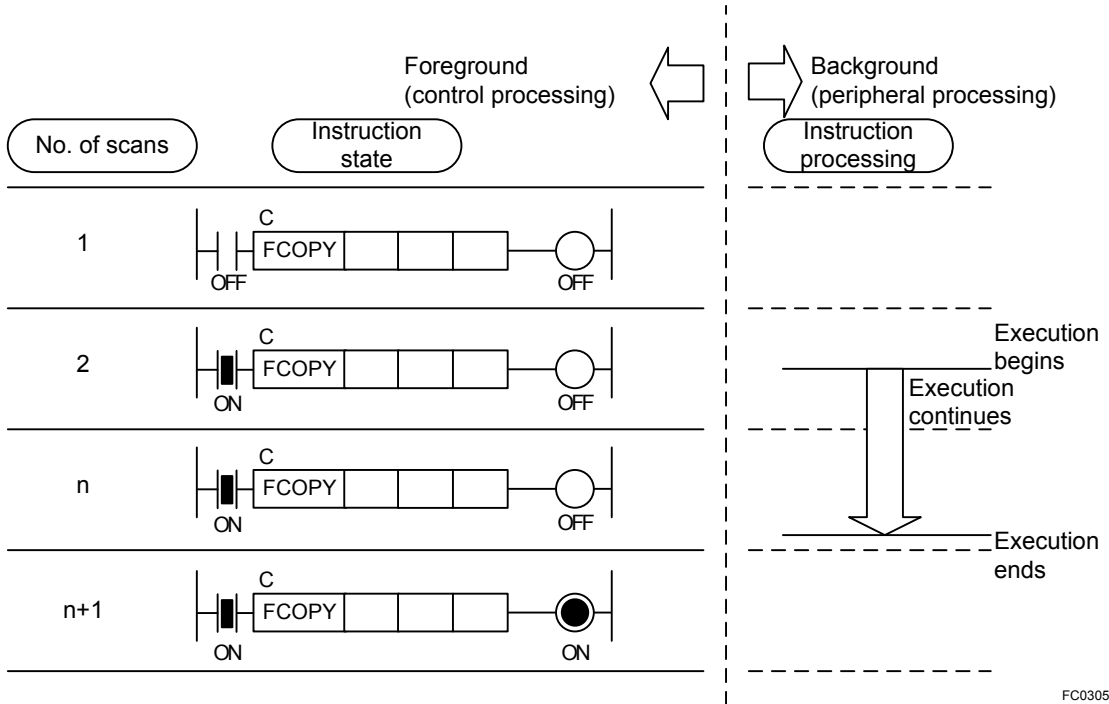 Foreground
(control processing)
Background
(peripheral processing)
No. of scans
Instruction
state
Instruction
processing
1
C
FCOPY
OFF
OFF
2
C
FCOPY
ON
OFF
Execution
begins
Execution
continues
n
C
FCOPY
ON
OFF
Execution
ends
n+1
C
FCOPY
ON
ON
FC0305